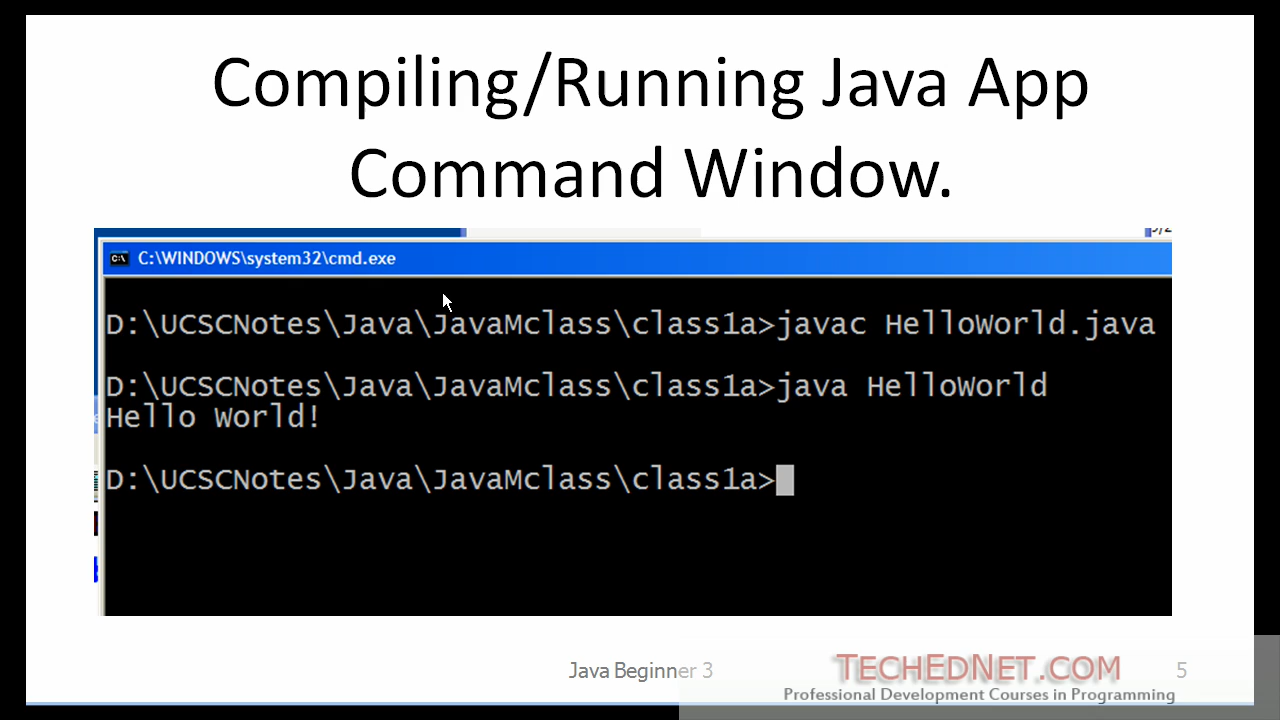 Compiling/Running Java App
Command Window.
C:\WINDOWS\system32\cmd.exe
D:\UCSCNotes\Java\JavaMclass\class1a>javac HelloWorld.java
D:\UCSCNotes\Java\JavaMclass\class1a>java HelloWorld
Hello World!
D:\UCSCNotes\Java\JavaMclass\class1a>
Java Beginner 3
TECHEDNET.COM
5
Professional Development Courses in Programming